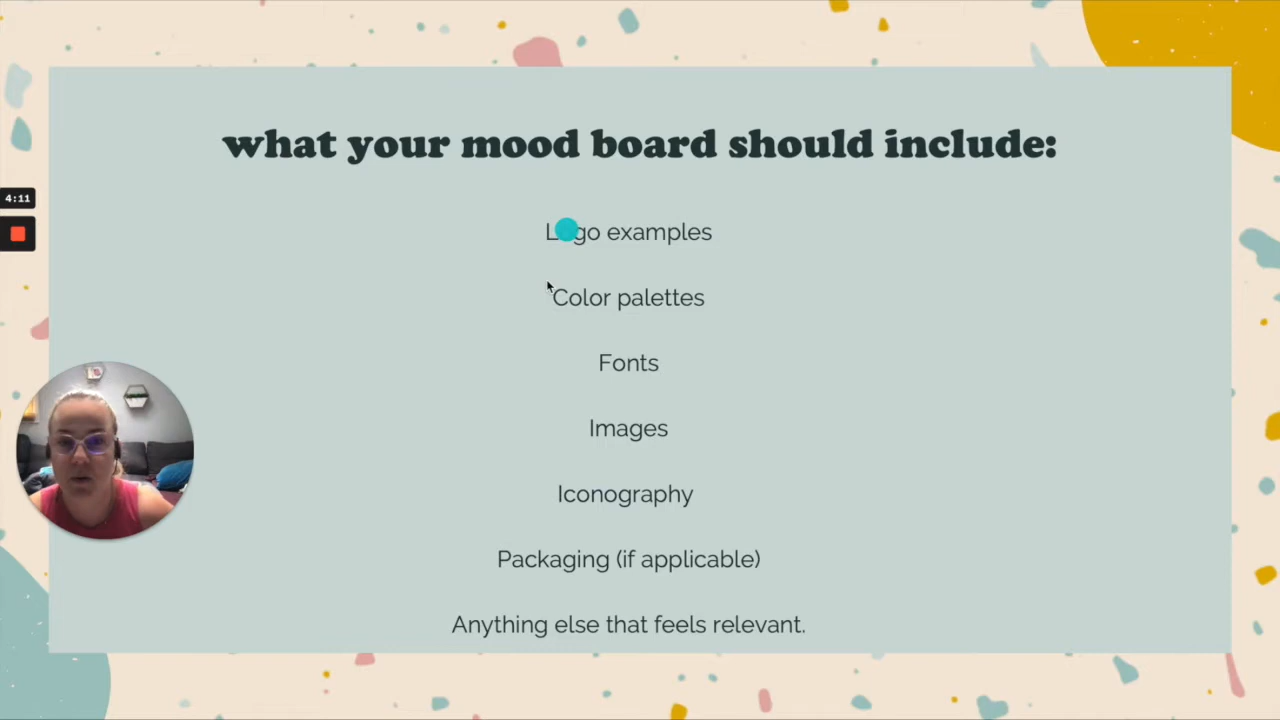 what your mood board should include:
4:11
Logo examples
Color palettes
Fonts
Images
Iconography
Packaging (if applicable)
Anything else that feels relevant.